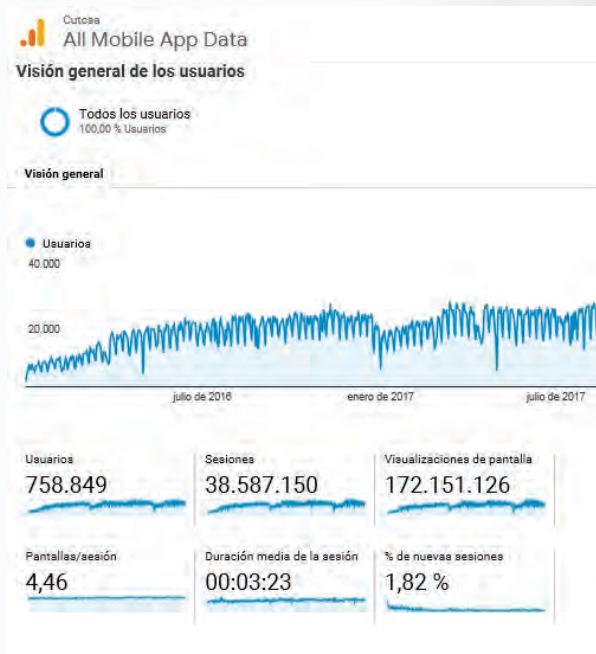 Cutcsa
All Mobile App Data
Visión general de los usuarios
Todos los usuarios
100,00 % Usuarios
Visión general
Usuarios
40.000
20.000
julio de 2016
enero de 2017
julio de 2017
Usuarios
758.849
Sesiones
38.587.150
Visualizaciones de pantalla
172.151.126
Pantallas/sesión
4,46
Duración media de la sesión
00:03:23
% de nuevas sesiones
1,82 %